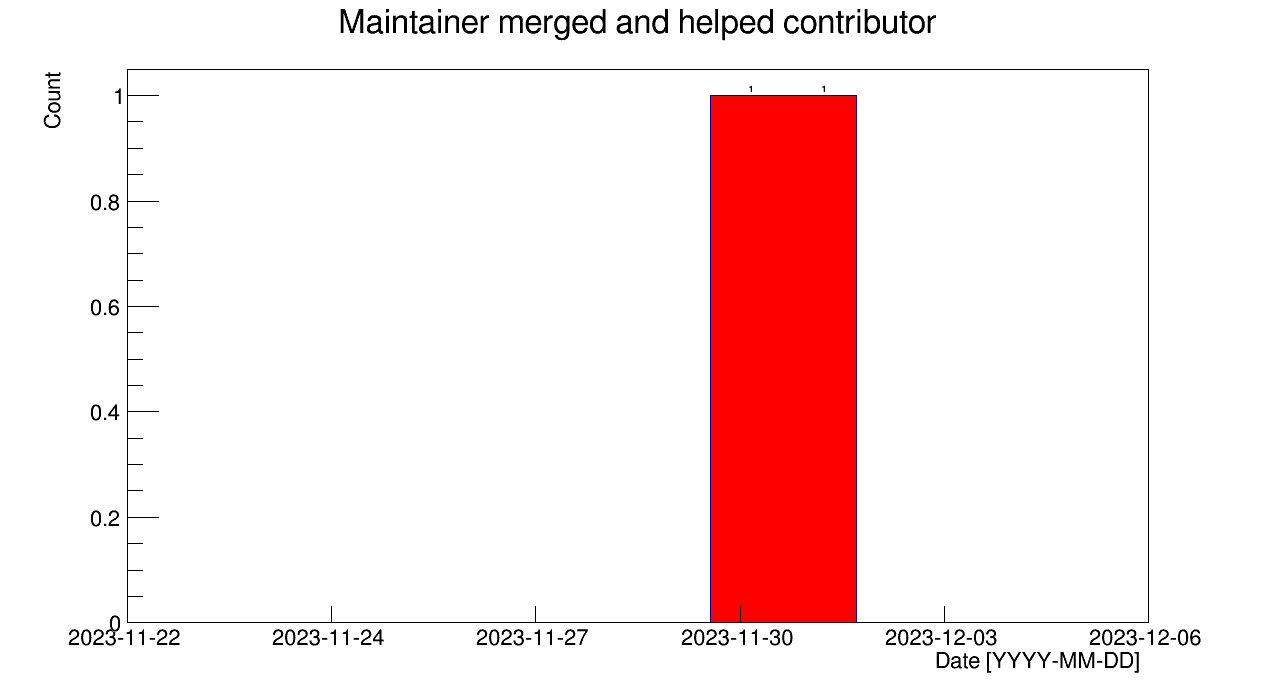 Maintainer merged and helped contributor
Count
1 1
1
0.8
0.6
0.4
0.2
0
2023-11-22 2023-11-24 2023-11-27 2023-11-30 2023-12-03 2023-12-06
Date [YYYY-MM-DD]